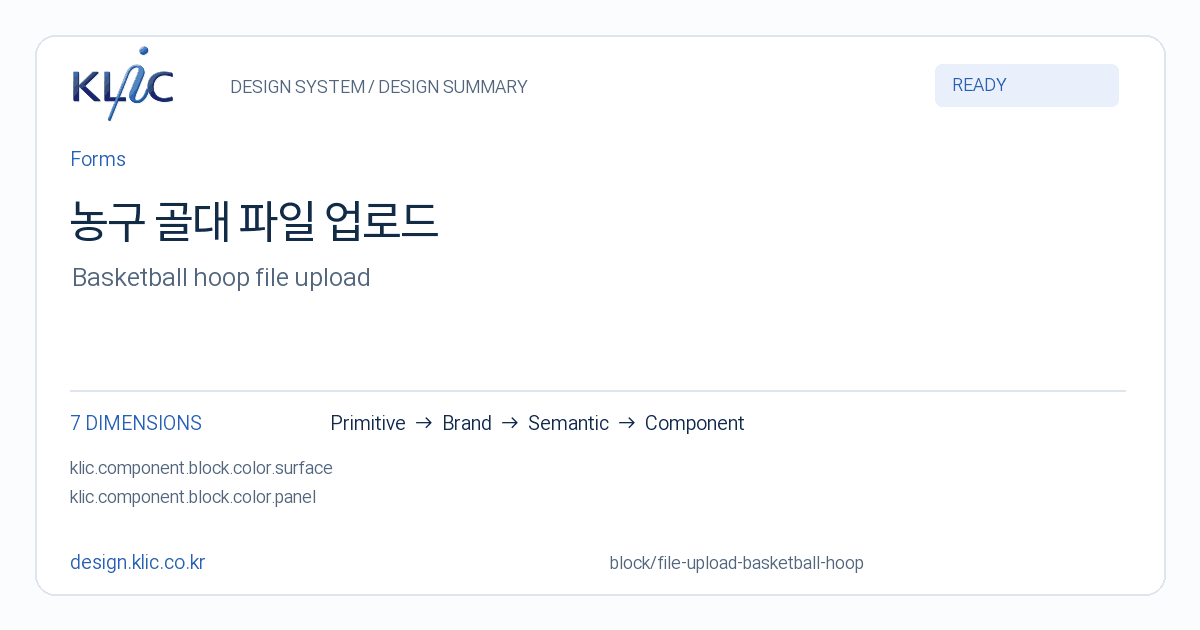 KLiC
DESIGN SYSTEM / DESIGN SUMMARY
READY
Forms
농구 골대 파일 업로드
Basketball hoop file upload
7 DIMENSIONS
Primitive → Brand → Semantic → Component
klic.component.block.color.surface
klic.component.block.color.panel
design.klic.co.kr
block/file-upload-basketball-hoop